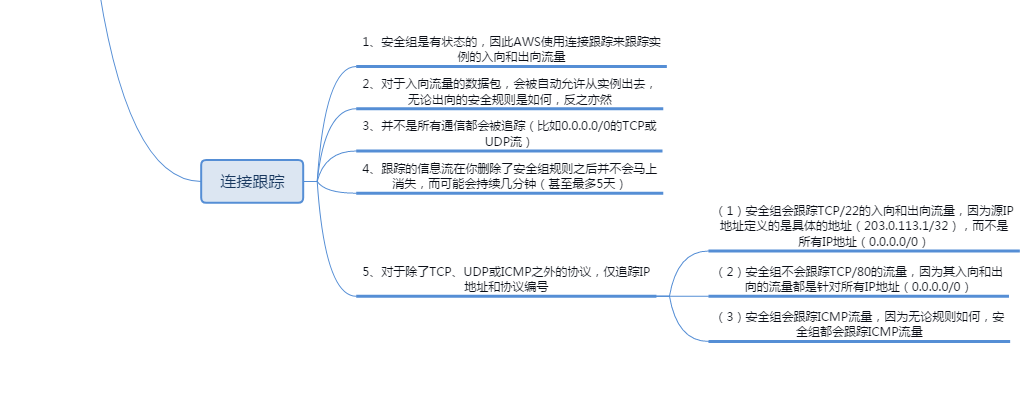 连接跟踪
1、安全组是有状态的，因此AWS使用连接跟踪来跟踪实
例的入向和出向流量
2、对于入向流量的数据包，会被自动允许从实例出去，
无论出向的安全规则是如何，反之亦然
3、并不是所有通信都会被追踪（比如0.0.0.0/0的TCP或
UDP流）
4、跟踪的信息流在你删除了安全组规则之后并不会马上
消失，而可能会持续几分钟（甚至最多5天）
5、对于除了TCP、UDP或ICMP之外的协议，仅追踪IP
地址和协议编号
（1）安全组会跟踪TCP/22的入向和出向流量，因为源IP
地址定义的是具体的地址（203.0.113.1/32），而不是
所有IP地址（0.0.0.0/0）
（2）安全组不会跟踪TCP/80的流量，因为其入向和出
向的流量都是针对所有IP地址（0.0.0.0/0）
（3）安全组会跟踪ICMP流量，因为无论规则如何，安
全组都会跟踪ICMP流量